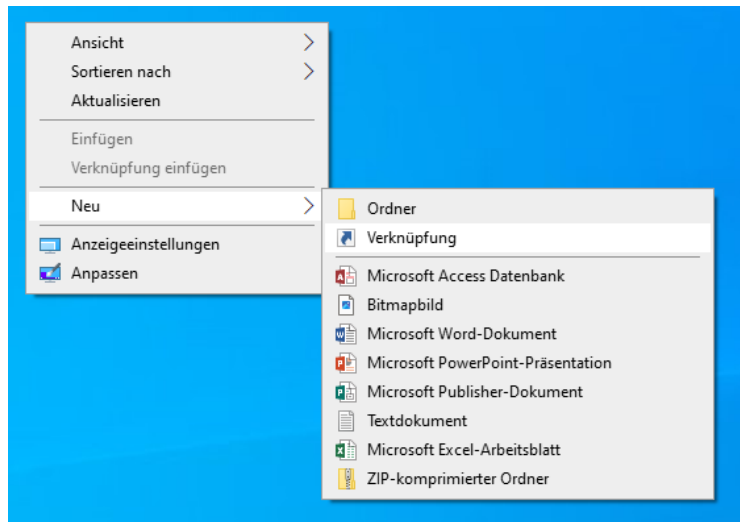 Ansicht
Sortieren nach
Aktualisieren
Einfügen
Verknüpfung einfügen
Neu
Anzeigeeinstellungen
Anpassen
Ordner
Verknüpfung
Microsoft Access Datenbank
Bitmapbild
Microsoft Word-Dokument
Microsoft PowerPoint-Präsentation
Microsoft Publisher-Dokument
Textdokument
Microsoft Excel-Arbeitsblatt
ZIP-komprimierter Ordner